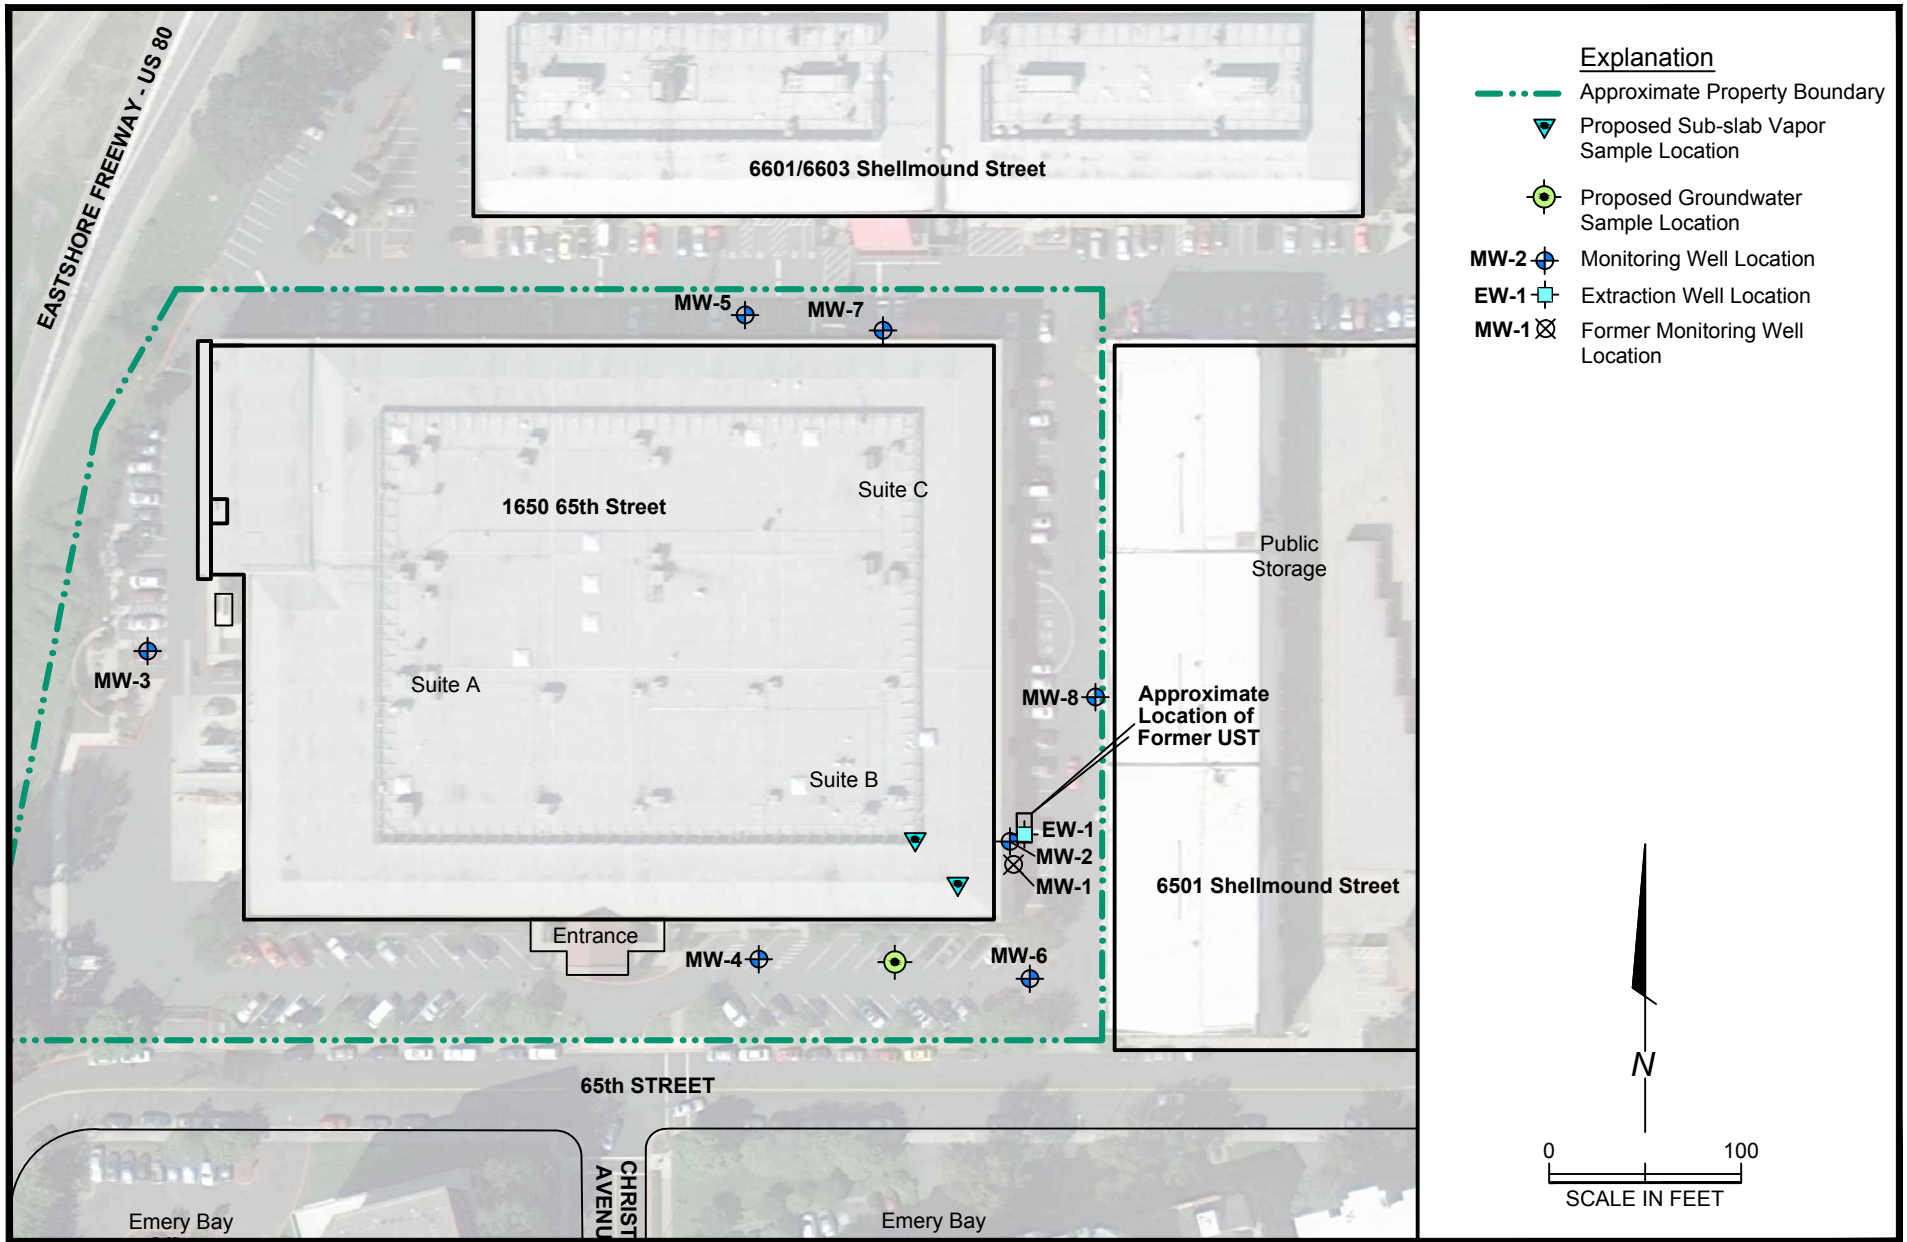 EASTSHORE FREEWAY - US 80
6601/6603 Shellmound Street
MW-5
MW-7
1650 65th Street
Suite C
Suite A
Suite B
MW-3
MW-8
Approximate
Location of
Former UST
Public
Storage
EW-1
MW-2
MW-1
6501 Shellmound Street
Entrance
MW-4
MW-6
65th STREET
CHRIST
AVENU
Emery Bay
Emery Bay
Explanation
Approximate Property Boundary
Proposed Sub-slab Vapor
Sample Location
Proposed Groundwater
Sample Location
MW-2 Monitoring Well Location
EW-1 Extraction Well Location
MW-1 Former Monitoring Well
Location
N
0 100
SCALE IN FEET